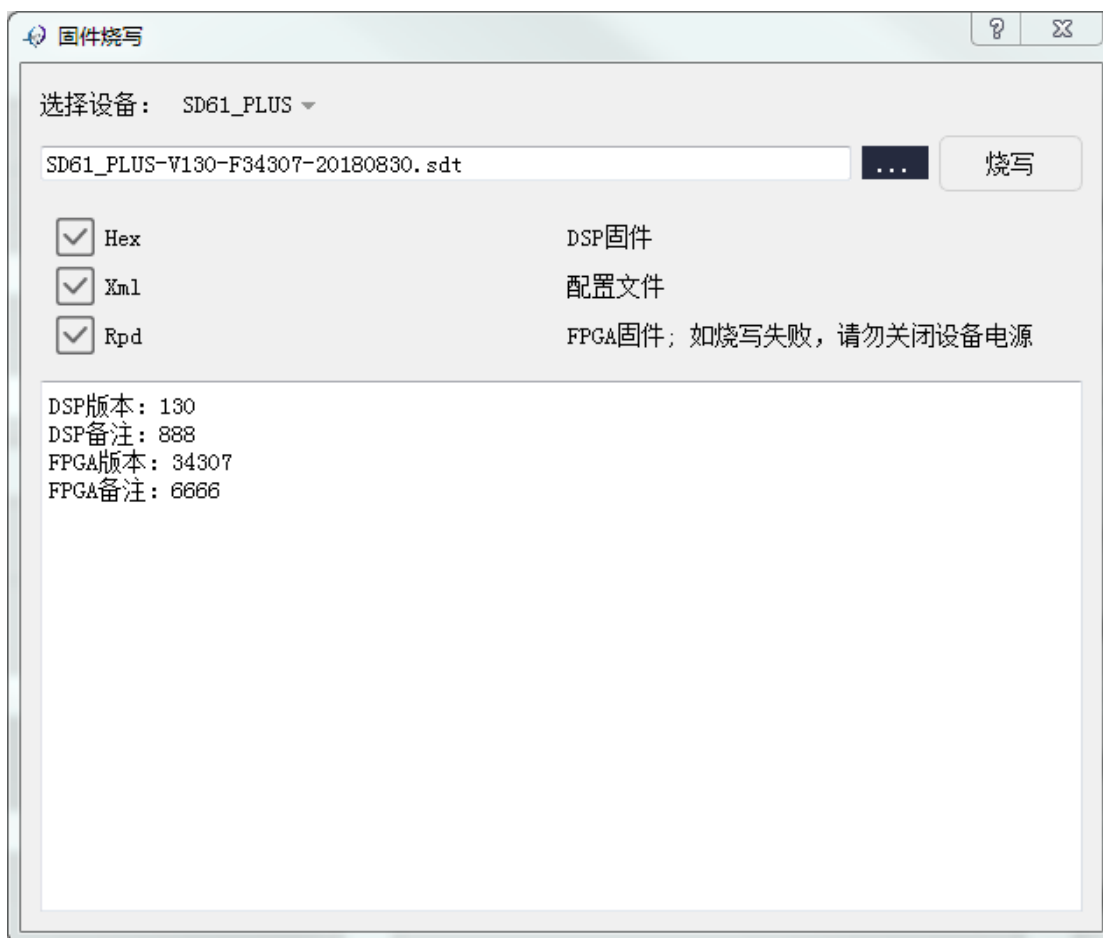 固件烧写
选择设备： SD61_PLUS
SD61_PLUS-V130-F34307-20180830.sdt ... 烧写
Hex DSP固件
Xml 配置文件
Rpd FPGA固件；如烧写失败，请勿关闭设备电源
DSP版本：130
DSP备注：888
FPGA版本：34307
FPGA备注：6666